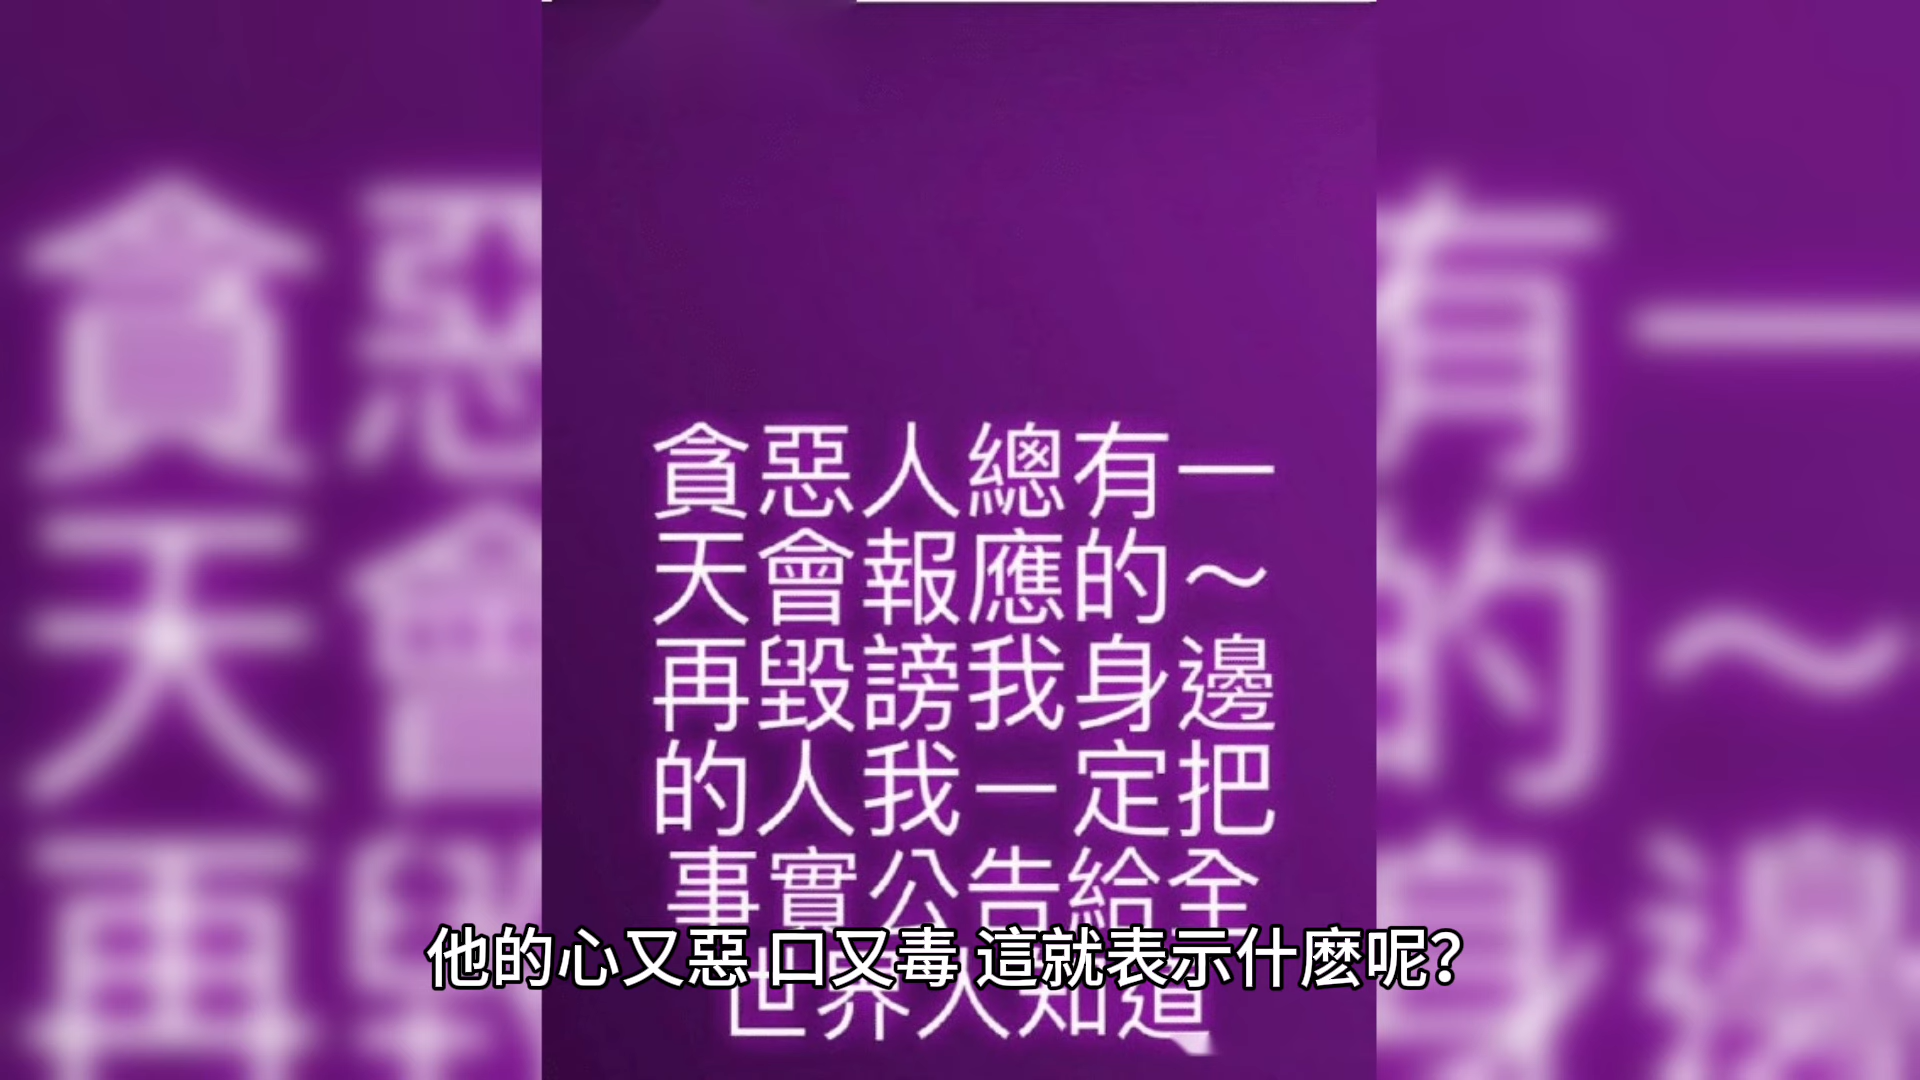 貪惡人總有一
天會報應的～
再毀謗我身邊
的人我一定把
事實公告給全
世界人知道
他的心又惡 口又毒 這就表示什麼呢？